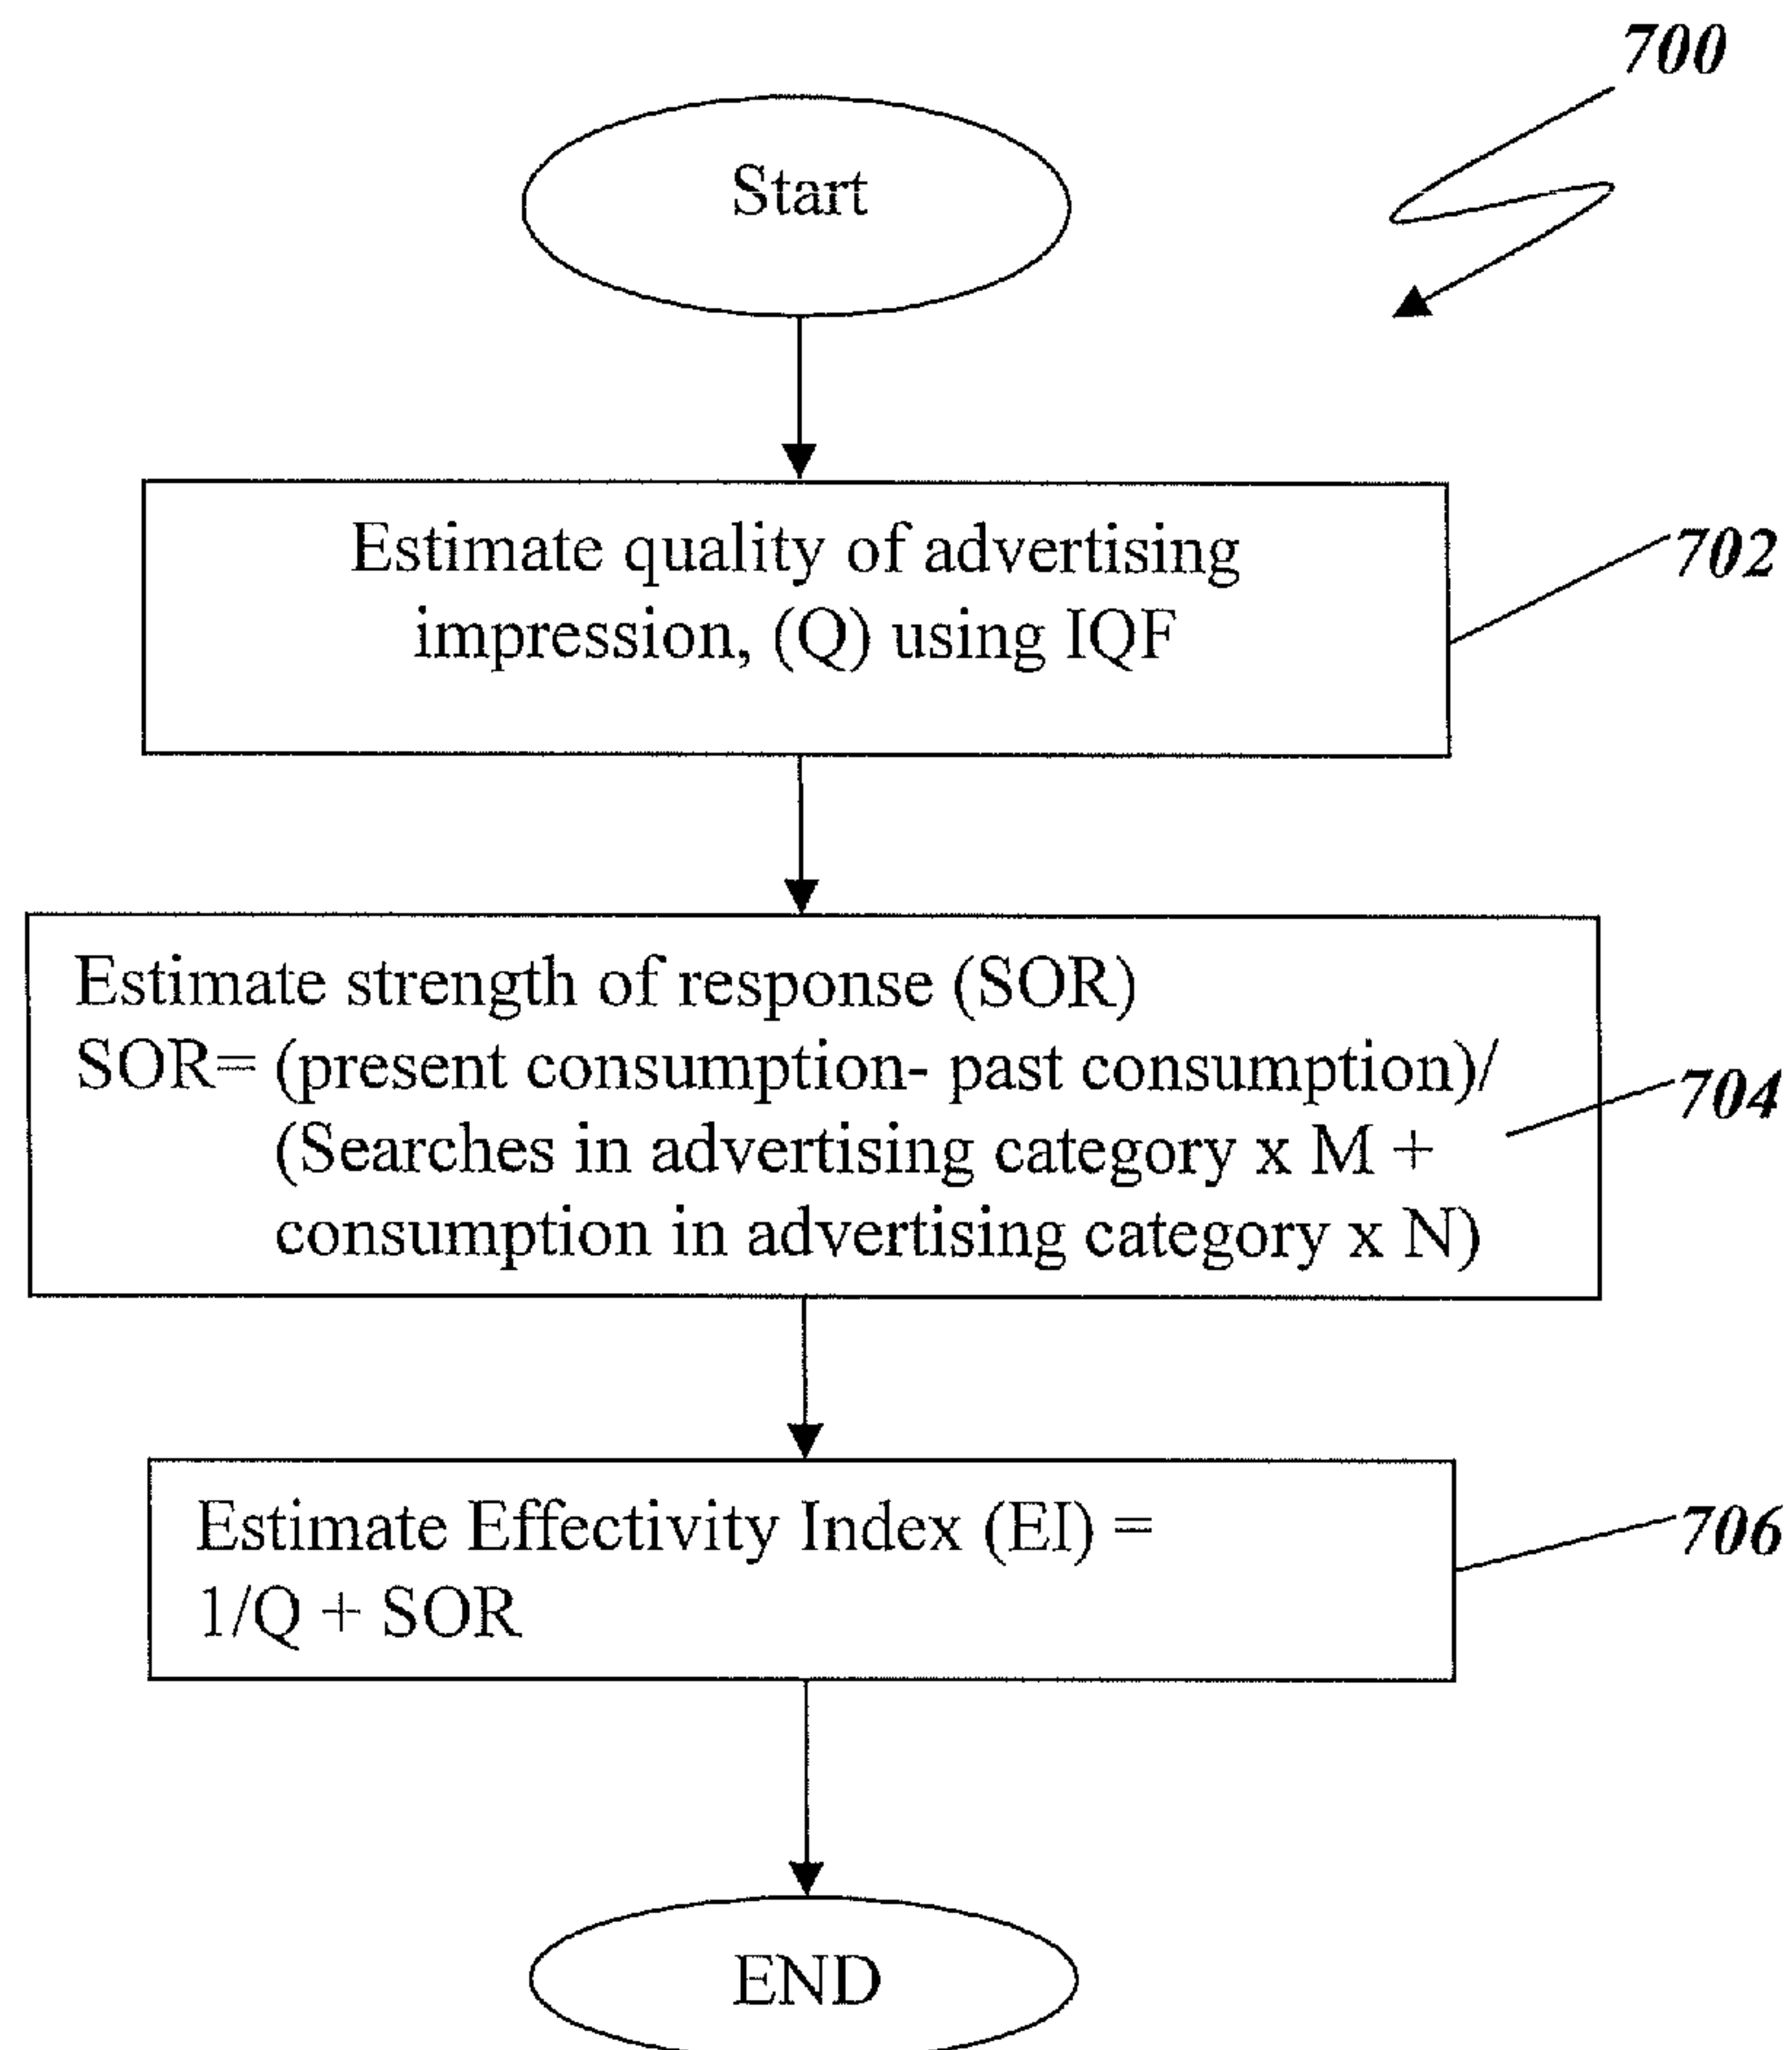 700
Start
Estimate quality of advertising
impression, (Q) using IQF
702
Estimate strength of response (SOR)
SOR= (present consumption- past consumption)/
(Searches in advertising category x M +
consumption in advertising category x N)
704
Estimate Effectivity Index (EI) =
1/Q + SOR
706
END